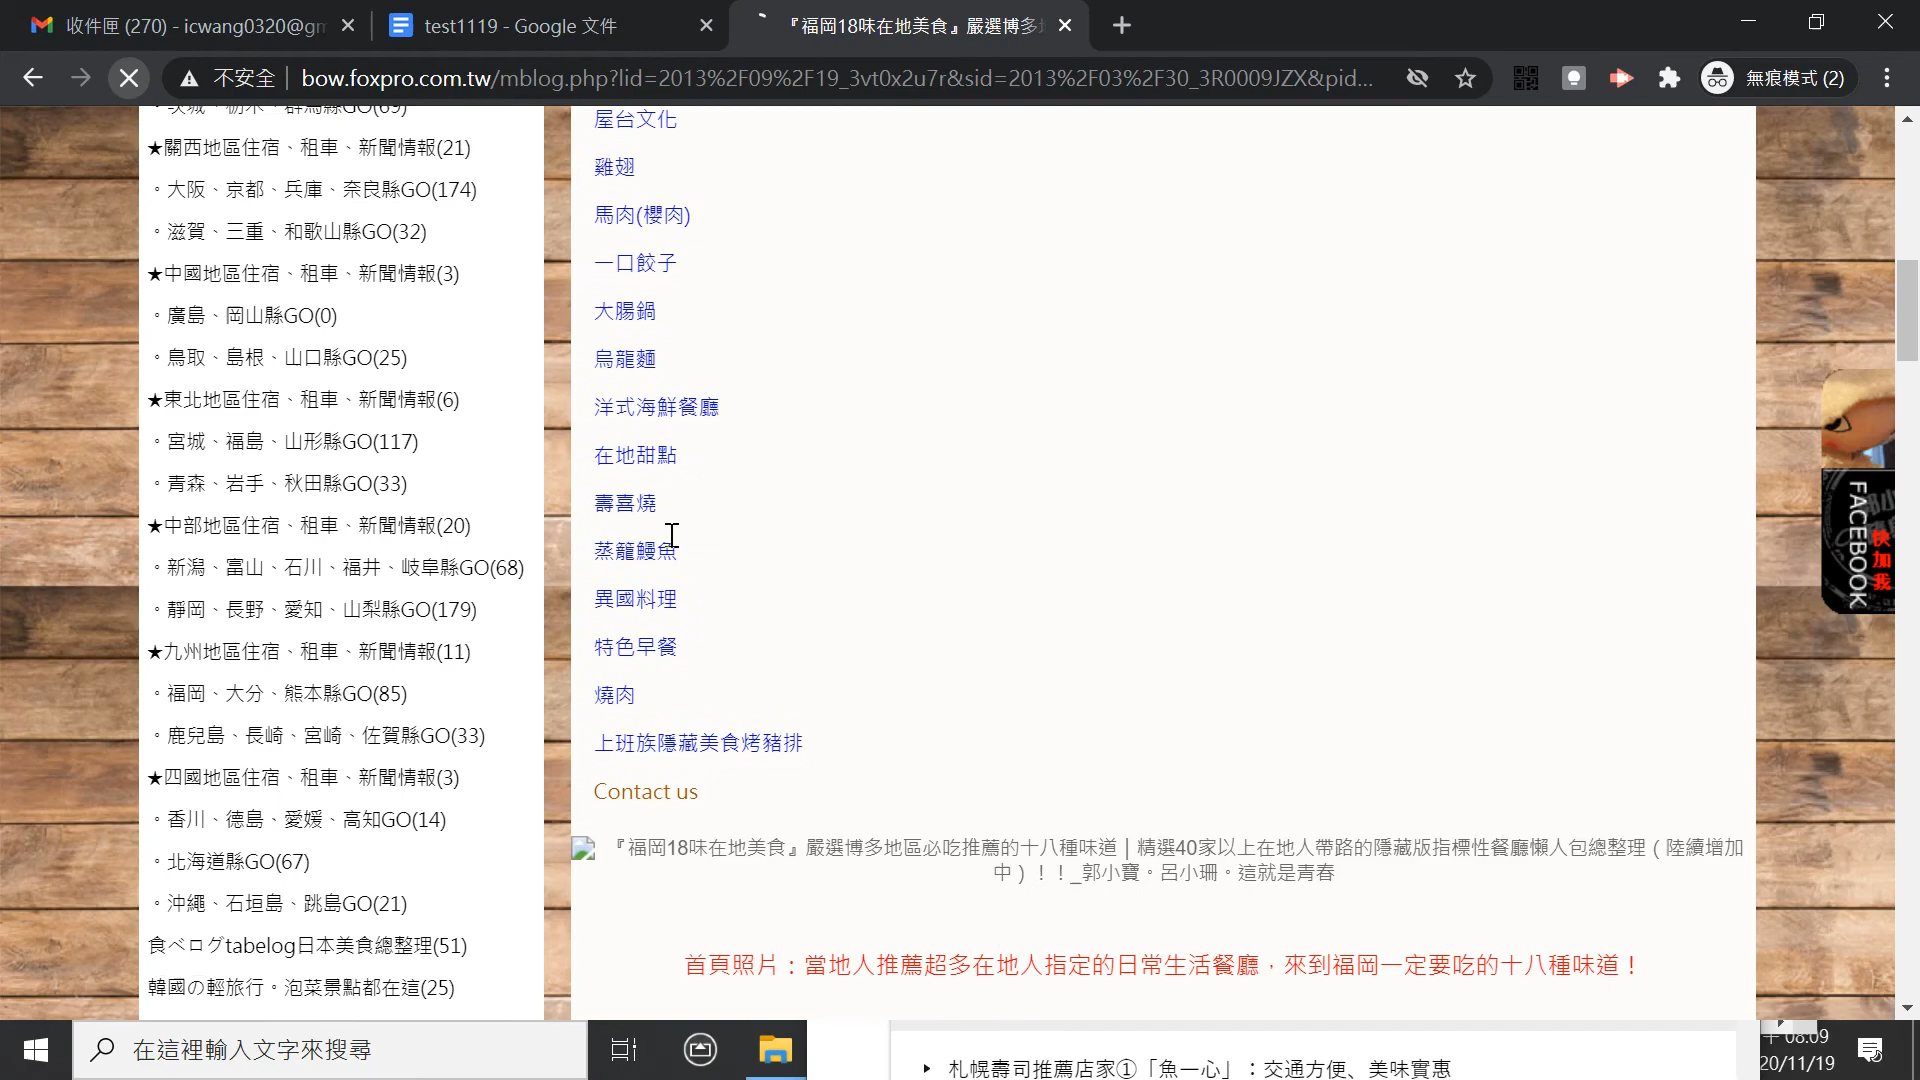 收件匣 (270) - icwang0320@gm
test1119 - Google 文件
『福岡18味在地美食』嚴選博多
不安全
bow.foxpro.com.tw/mblog.php?lid=2013%2F09%2F19_3vt0x2u7r&sid=2013%2F03%2F30_3R0009JZX&pid...
無痕模式 (2)
。茨城、栃木、群馬縣GO(69)
★關西地區住宿、租車、新聞情報(21)
。大阪、京都、兵庫、奈良縣GO(174)
。滋賀、三重、和歌山縣GO(32)
★中國地區住宿、租車、新聞情報(3)
。廣島、岡山縣GO(0)
。鳥取、島根、山口縣GO(25)
★東北地區住宿、租車、新聞情報(6)
。宮城、福島、山形縣GO(117)
。青森、岩手、秋田縣GO(33)
★中部地區住宿、租車、新聞情報(20)
。新潟、富山、石川、福井、岐阜縣GO(68)
。靜岡、長野、愛知、山梨縣GO(179)
★九州地區住宿、租車、新聞情報(11)
。福岡、大分、熊本縣GO(85)
。鹿兒島、長崎、宮崎、佐賀縣GO(33)
★四國地區住宿、租車、新聞情報(3)
。香川、德島、愛媛、高知GO(14)
。北海道縣GO(67)
。沖繩、石垣島、跳島GO(21)
食べログtabelog日本美食總整理(51)
韓國の輕旅行。泡菜景點都在這(25)
屋台文化
雞翅
馬肉(櫻肉)
一口餃子
大腸鍋
烏龍麵
洋式海鮮餐廳
在地甜點
壽喜燒
蒸籠鰻魚
異國料理
特色早餐
燒肉
上班族隱藏美食烤豬排
Contact us
『福岡18味在地美食』嚴選博多地區必吃推薦的十八種味道 | 精選40家以上在地人帶路的隱藏版指標性餐廳懶人包總整理（陸續增加
中）！！_郭小寶。呂小珊。這就是青春
首頁照片：當地人推薦超多在地人指定的日常生活餐廳，來到福岡一定要吃的十八種味道！
FACEBOOK
快加我
在這裡輸入文字來搜尋
札幌壽司推薦店家①「魚一心」：交通方便、美味實惠
08:09
20/11/19